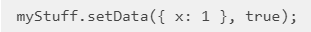 myStuff.setData({ x: 1 }, true);